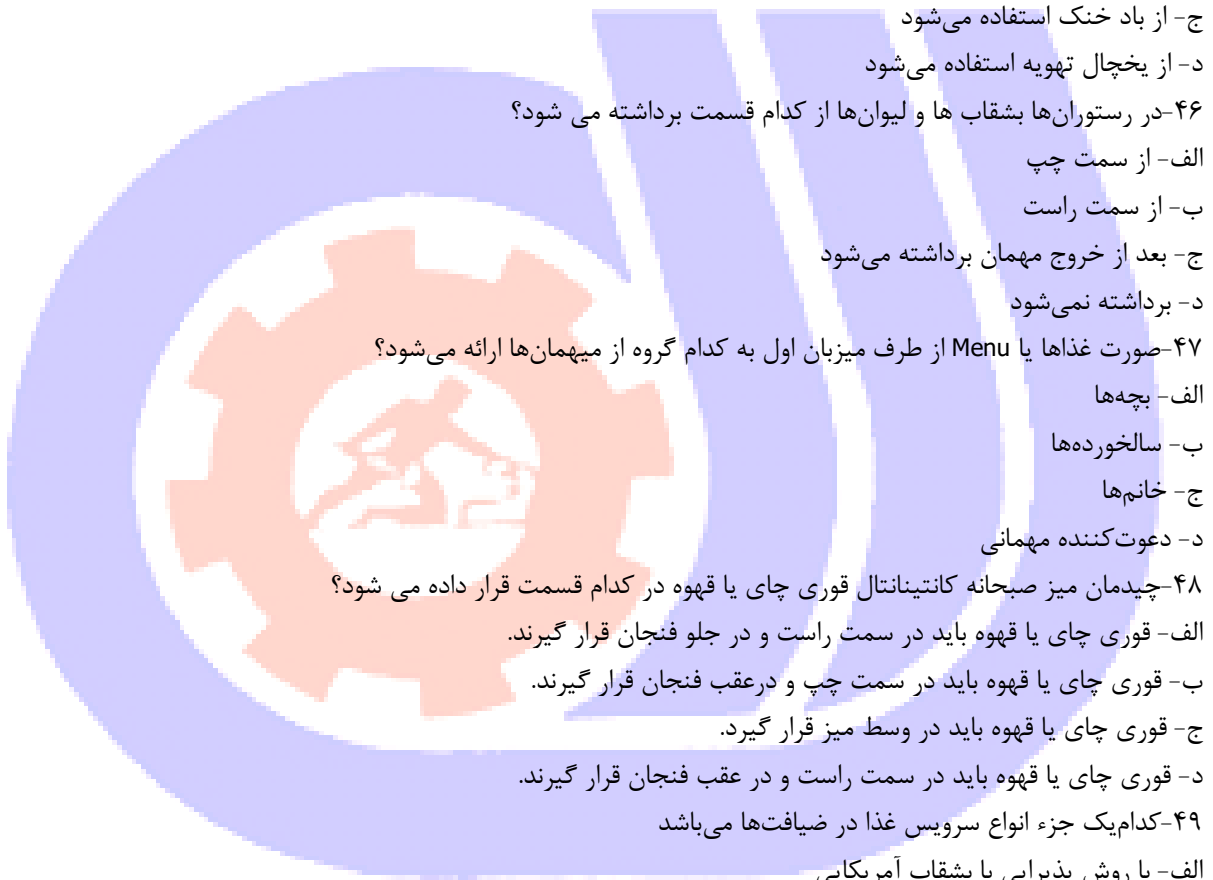 ج- از باد خنک استفاده می‌شود
د- از یخچال تهویه استفاده می‌شود
۴۶-در رستوران‌ها بشقاب ها و لیوان‌ها از کدام قسمت برداشته می شود؟
الف- از سمت چپ
ب- از سمت راست
ج- بعد از خروج مهمان برداشته می‌شود
د- برداشته نمی‌شود
۴۷-صورت غذاها یا Menu از طرف میزبان اول به کدام گروه از میهمان‌ها ارائه می‌شود؟
الف- بچه‌ها
ب- سالخورده‌ها
ج- خانم‌ها
د- دعوت‌کننده مهمانی
۴۸-چیدمان میز صبحانه کانتینانتال قوری چای یا قهوه در کدام قسمت قرار داده می شود؟
الف- قوری چای یا قهوه باید در سمت راست و در جلو فنجان قرار گیرند.
ب- قوری چای یا قهوه باید در سمت چپ و درعقب فنجان قرار گیرند.
ج- قوری چای یا قهوه باید در وسط میز قرار گیرد.
د- قوری چای یا قهوه باید در سمت راست و در عقب فنجان قرار گیرند.
۴۹-کدام‌یک جزء انواع سرویس غذا در ضیافت‌ها می‌باشد
الف- با روش پذیرایی با بشقاب آمریکایی